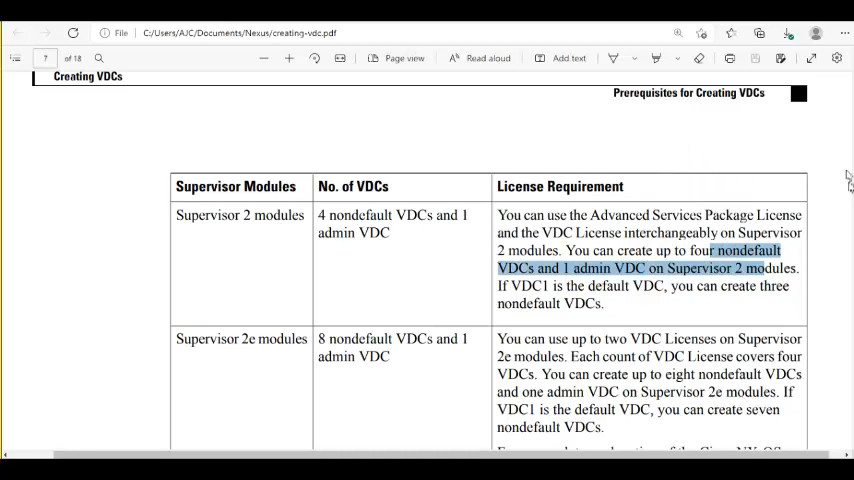 File C:/Users/AJC/Documents/Nexus/creating-vdc.pdf
7 of 18 Page view Read aloud Add text
Creating VDCs
Prerequisites for Creating VDCs
Supervisor Modules No. of VDCs License Requirement
Supervisor 2 modules 4 nondefault VDCs and 1 You can use the Advanced Services Package License
admin VDC and the VDC License interchangeably on Supervisor
2 modules. You can create up to four nondefault
VDCs and 1 admin VDC on Supervisor 2 modules.
If VDC1 is the default VDC, you can create three
nondefault VDCs.
Supervisor 2e modules 8 nondefault VDCs and 1 You can use up to two VDC Licenses on Supervisor
admin VDC 2e modules. Each count of VDC License covers four
VDCs. You can create up to eight nondefault VDCs
and one admin VDC on Supervisor 2e modules. If
VDC1 is the default VDC, you can create seven
nondefault VDCs.